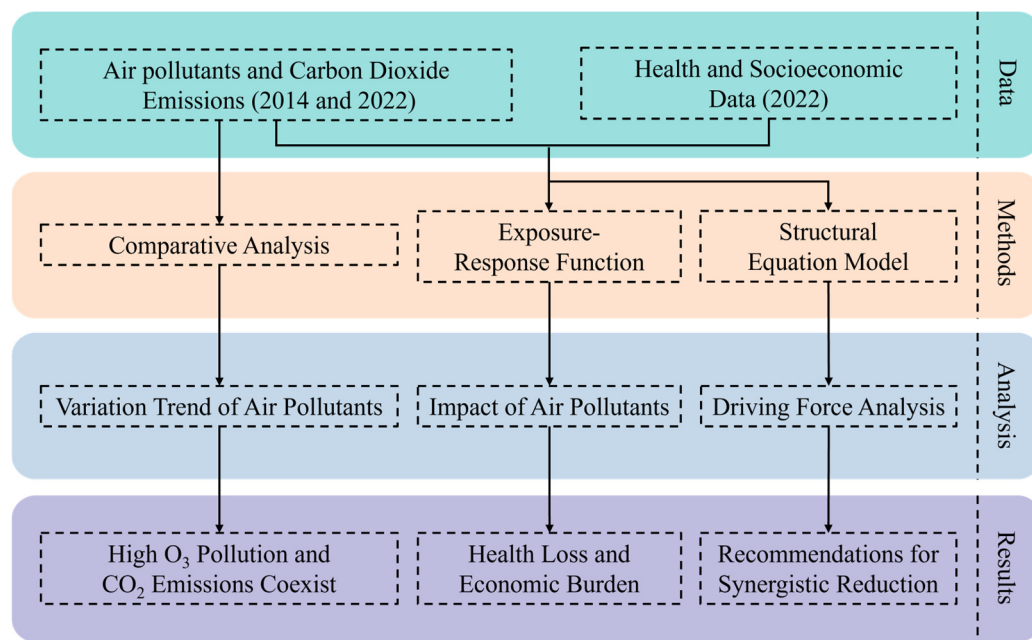 Air pollutants and Carbon Dioxide
Emissions (2014 and 2022)
Health and Socioeconomic
Data (2022)
Data
Comparative Analysis
Exposure-
Response Function
Structural
Equation Model
Methods
Variation Trend of Air Pollutants
Impact of Air Pollutants
Driving Force Analysis
Analysis
High O₃ Pollution and
CO₂ Emissions Coexist
Health Loss and
Economic Burden
Recommendations for
Synergistic Reduction
Results